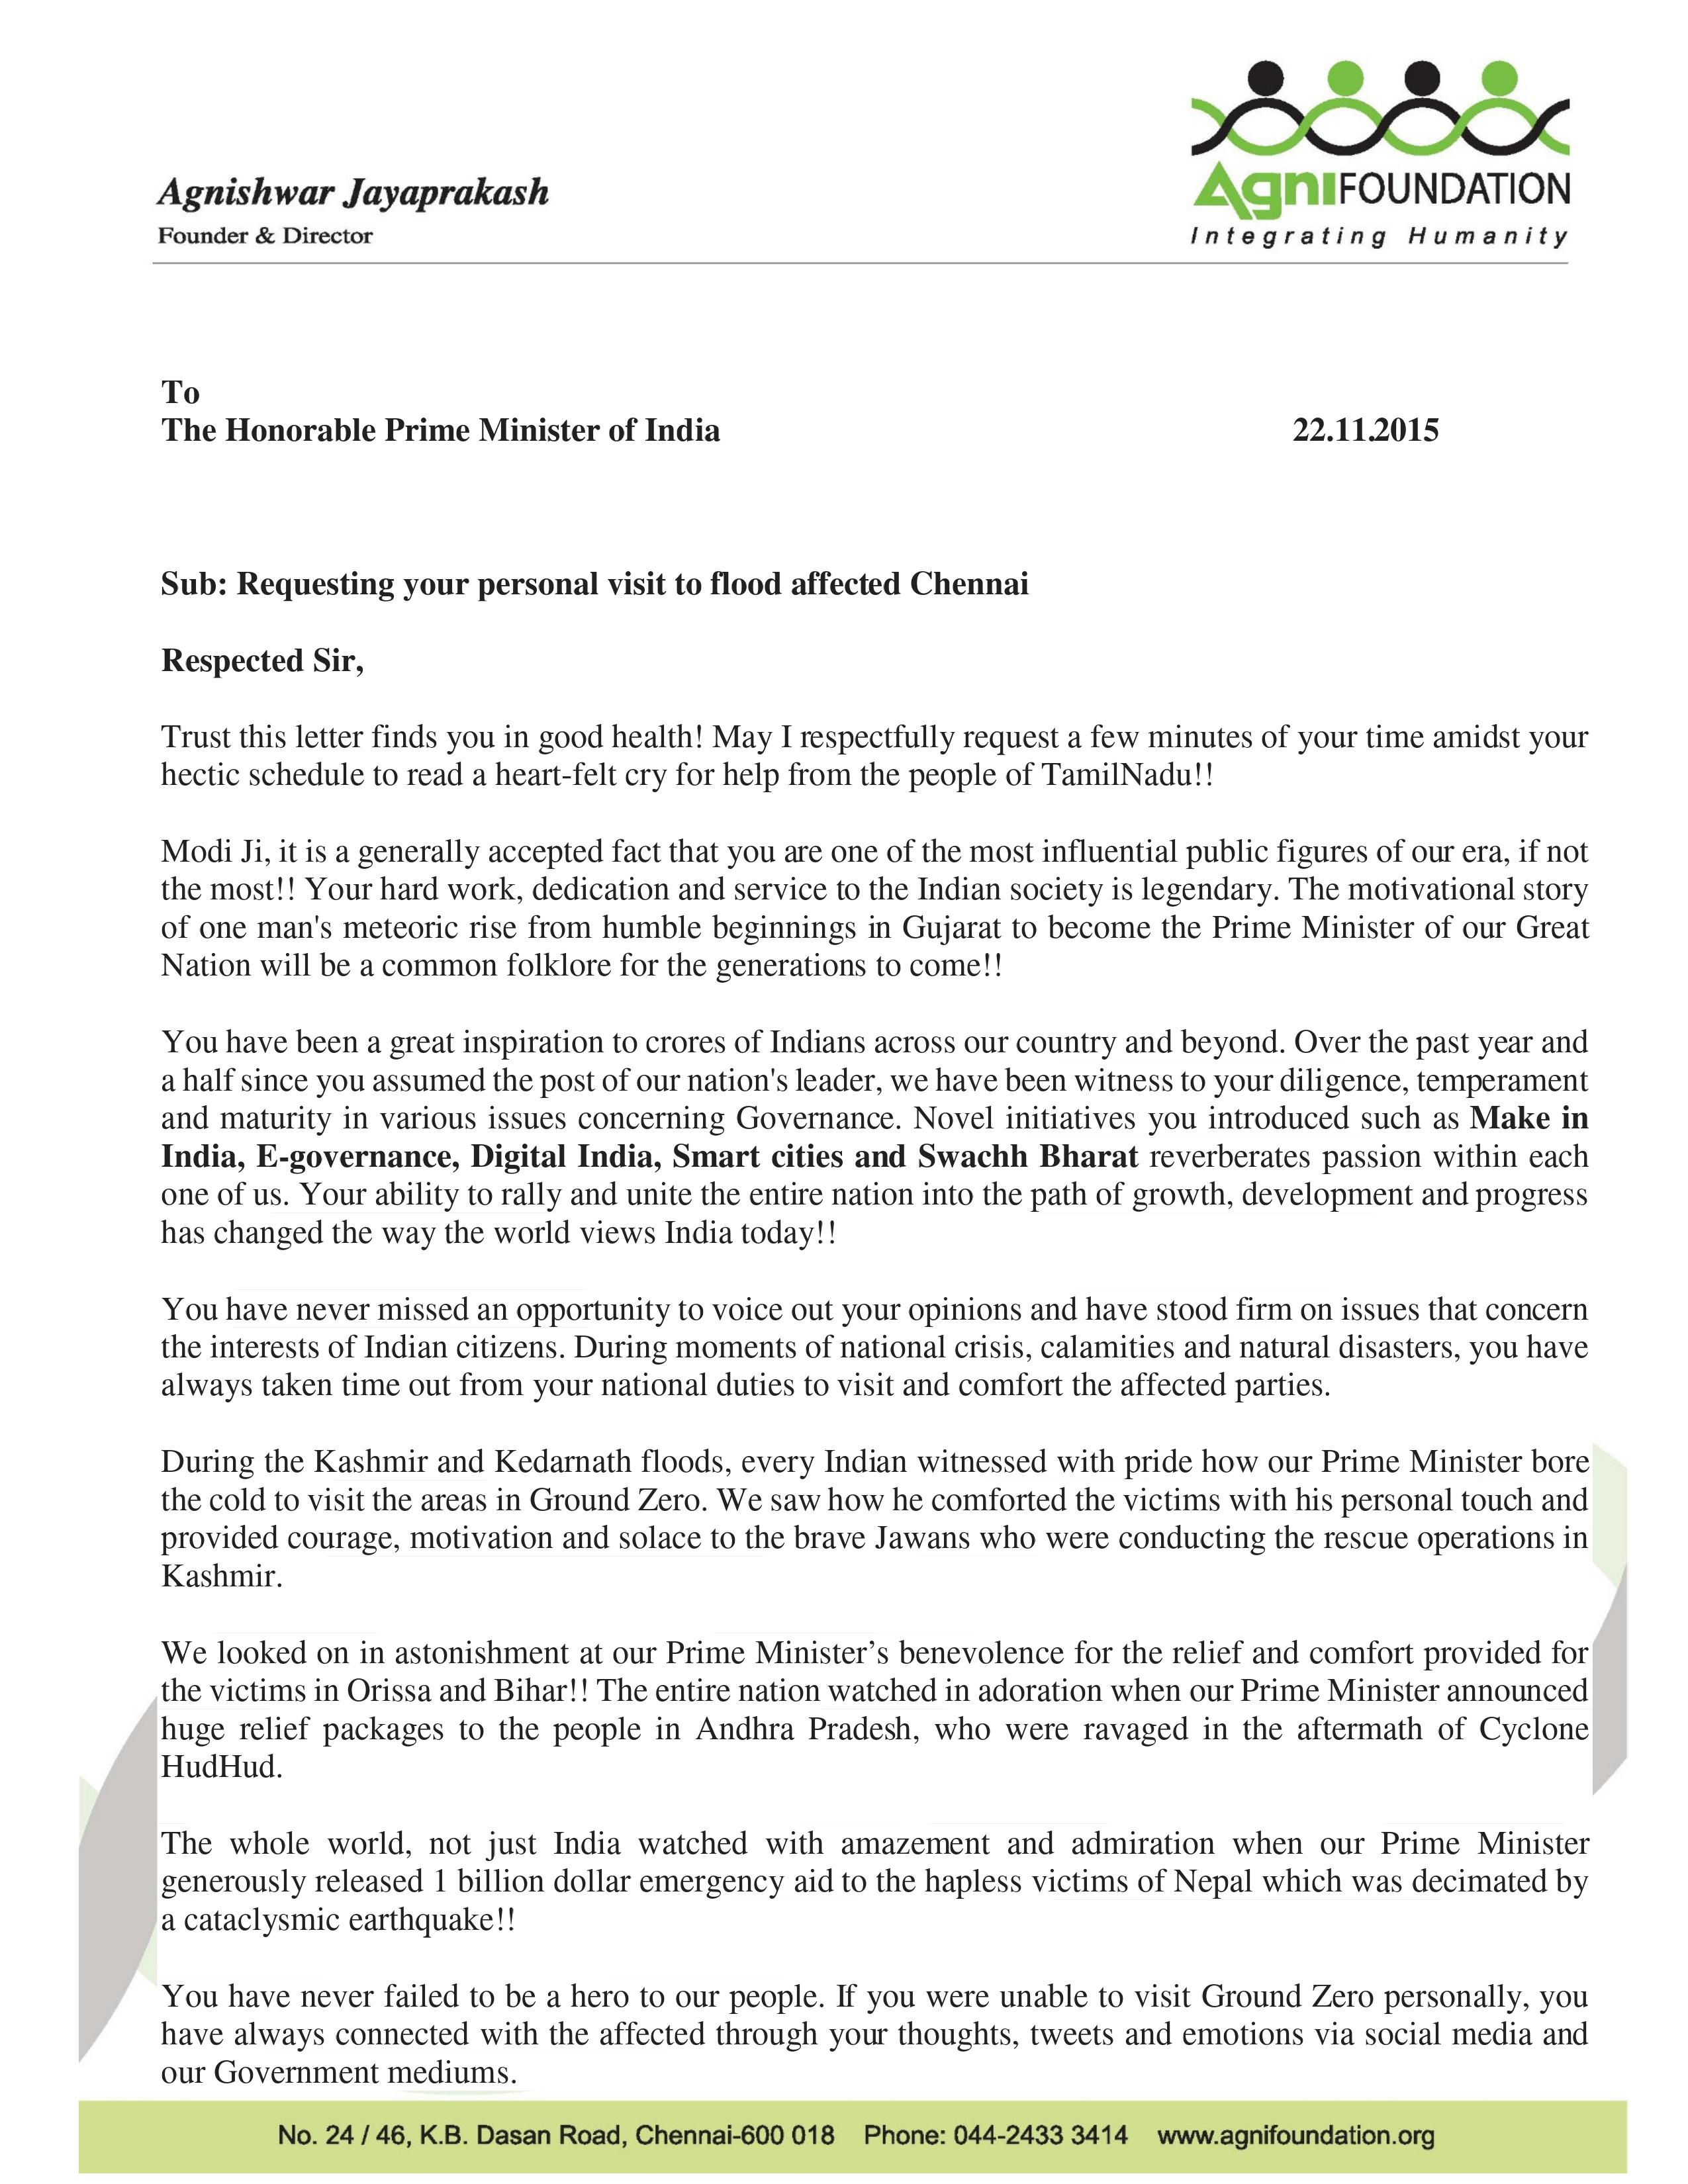 Agnishwar Jayaprakash
Founder & Director
AgniFOUNDATION
Integrating Humanity
To
The Honorable Prime Minister of India 22.11.2015
Sub: Requesting your personal visit to flood affected Chennai
Respected Sir,
Trust this letter finds you in good health! May I respectfully request a few minutes of your time amidst your
hectic schedule to read a heart-felt cry for help from the people of TamilNadu!!
Modi Ji, it is a generally accepted fact that you are one of the most influential public figures of our era, if not
the most!! Your hard work, dedication and service to the Indian society is legendary. The motivational story
of one man's meteoric rise from humble beginnings in Gujarat to become the Prime Minister of our Great
Nation will be a common folklore for the generations to come!!
You have been a great inspiration to crores of Indians across our country and beyond. Over the past year and
a half since you assumed the post of our nation's leader, we have been witness to your diligence, temperament
and maturity in various issues concerning Governance. Novel initiatives you introduced such as Make in
India, E-governance, Digital India, Smart cities and Swachh Bharat reverberates passion within each
one of us. Your ability to rally and unite the entire nation into the path of growth, development and progress
has changed the way the world views India today!!
You have never missed an opportunity to voice out your opinions and have stood firm on issues that concern
the interests of Indian citizens. During moments of national crisis, calamities and natural disasters, you have
always taken time out from your national duties to visit and comfort the affected parties.
During the Kashmir and Kedarnath floods, every Indian witnessed with pride how our Prime Minister bore
the cold to visit the areas in Ground Zero. We saw how he comforted the victims with his personal touch and
provided courage, motivation and solace to the brave Jawans who were conducting the rescue operations in
Kashmir.
We looked on in astonishment at our Prime Minister’s benevolence for the relief and comfort provided for
the victims in Orissa and Bihar!! The entire nation watched in adoration when our Prime Minister announced
huge relief packages to the people in Andhra Pradesh, who were ravaged in the aftermath of Cyclone
HudHud.
The whole world, not just India watched with amazement and admiration when our Prime Minister
generously released 1 billion dollar emergency aid to the hapless victims of Nepal which was decimated by
a cataclysmic earthquake!!
You have never failed to be a hero to our people. If you were unable to visit Ground Zero personally, you
have always connected with the affected through your thoughts, tweets and emotions via social media and
our Government mediums.
No. 24 / 46, K.B. Dasan Road, Chennai-600 018 Phone: 044-2433 3414 www.agnifoundation.org